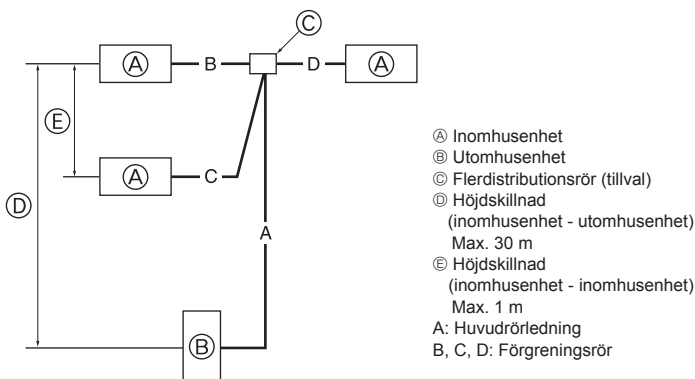 Ⓒ
Ⓐ B D Ⓐ
Ⓔ
Ⓐ C
Ⓓ
A
Ⓑ
Ⓐ Inomhusenhet
Ⓑ Utomhusenhet
Ⓒ Flerdistributionsrör (tillval)
Ⓓ Höjdskillnad
(inomhusenhet - utomhusenhet)
Max. 30 m
Ⓔ Höjdskillnad
(inomhusenhet - inomhusenhet)
Max. 1 m
A: Huvudrörledning
B, C, D: Förgreningsrör